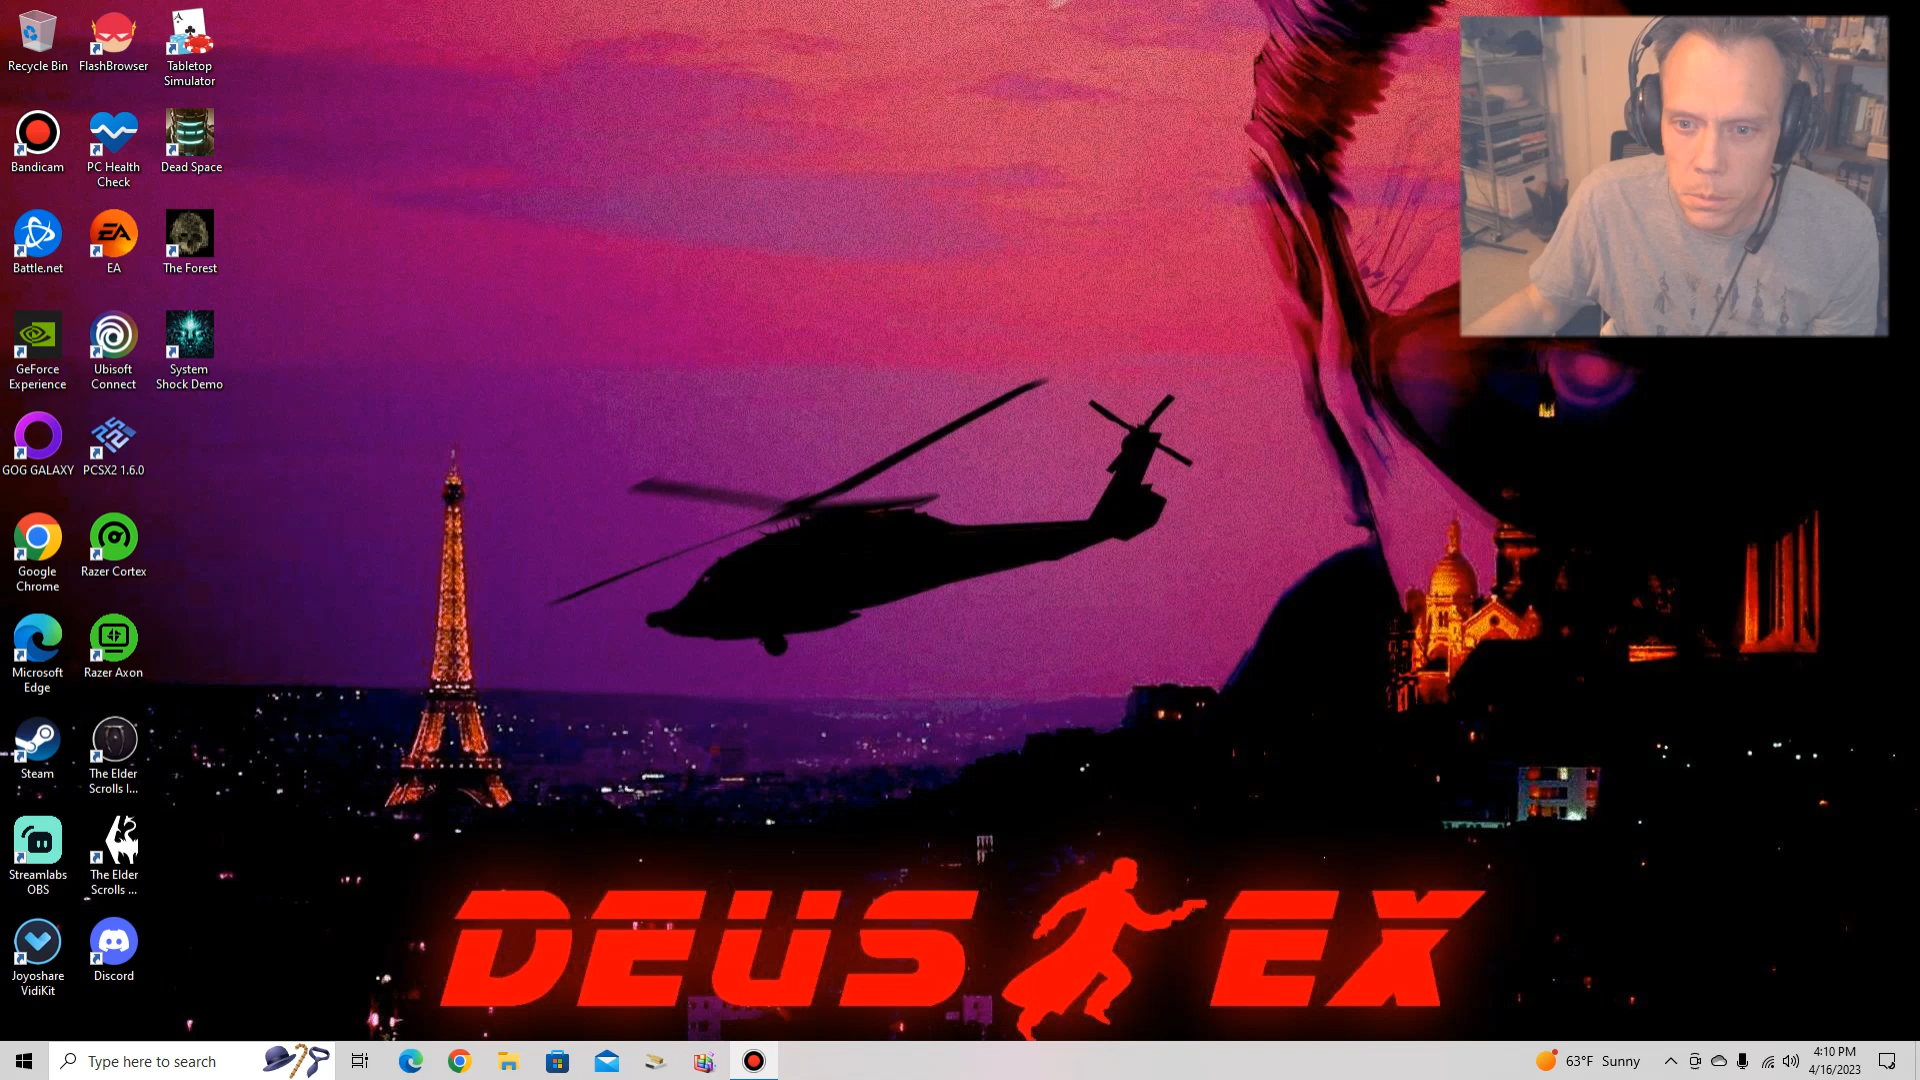 Recycle Bin
FlashBrowser
Tabletop
Simulator
Bandicam
PC Health
Check
Dead Space
Battle.net
EA
The Forest
GeForce
Experience
Ubisoft
Connect
System
Shock Demo
GOG GALAXY
PCSX2 1.6.0
Google
Chrome
Razer Cortex
Microsoft
Edge
Razer Axon
Steam
The Elder
Scrolls I...
Streamlabs
OBS
The Elder
Scrolls ...
Joyoshare
VidiKit
Discord
DEUS EX
Type here to search
63°F Sunny
4:10 PM
4/16/2023